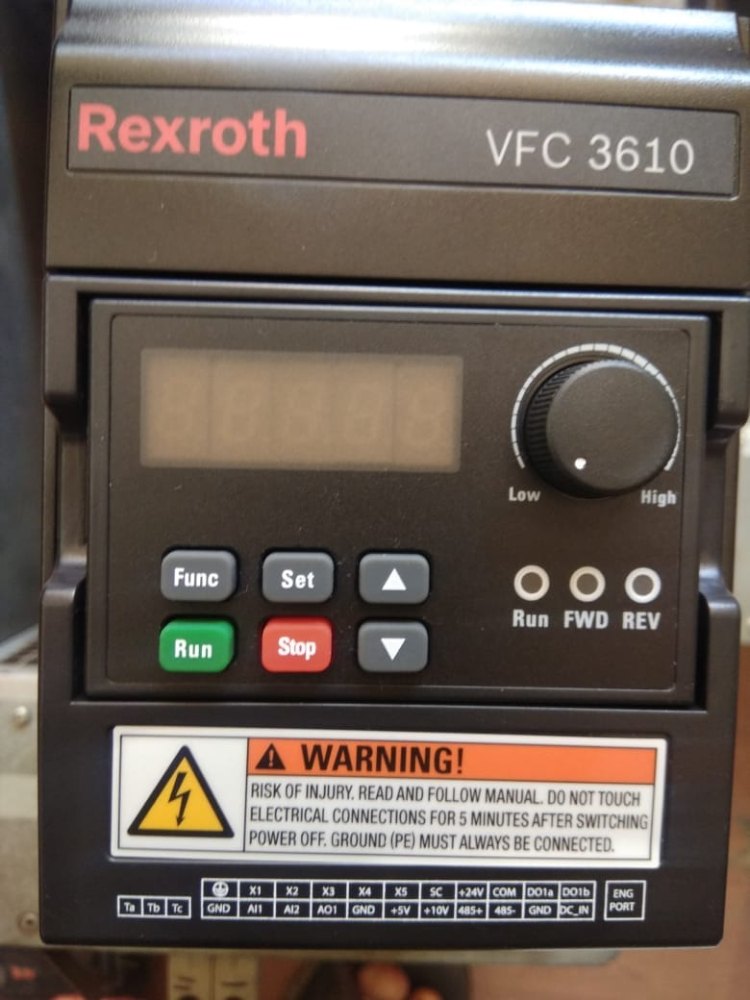 Rexroth
VFC 3610
Low
High
Func
Set
Run
Stop
Run FWD REV
WARNING!
RISK OF INJURY. READ AND FOLLOW MANUAL. DO NOT TOUCH
ELECTRICAL CONNECTIONS FOR 5 MINUTES AFTER SWITCHING
POWER OFF. GROUND (PE) MUST ALWAYS BE CONNECTED.
Ta Tb Tc
X1 X2 X3 X4 X5 SC +24V COM DO1a DO1b
GND AI1 AI2 AO1 GND +5V +10V 485+ 485- GND DC_IN
ENG
PORT